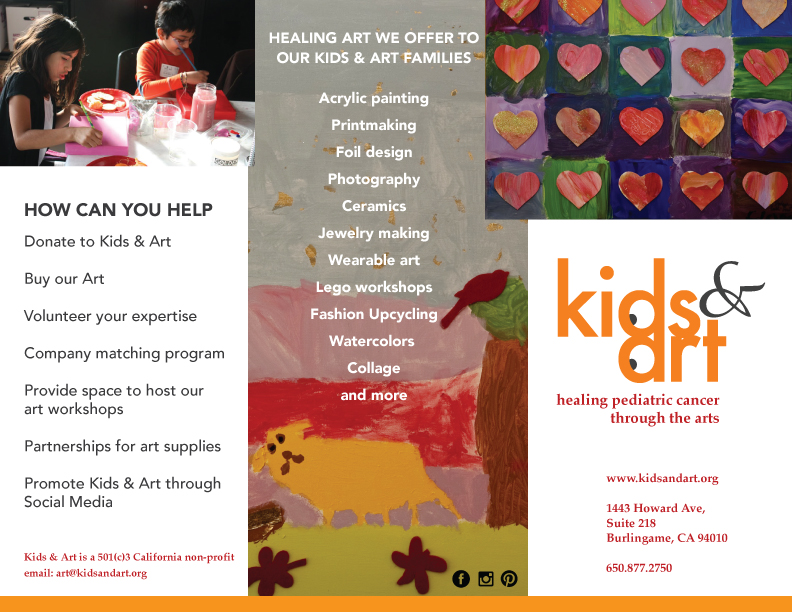 HOW CAN YOU HELP
Donate to Kids & Art
Buy our Art
Volunteer your expertise
Company matching program
Provide space to host our
art workshops
Partnerships for art supplies
Promote Kids & Art through
Social Media
Kids & Art is a 501(c)3 California non-profit
email: art@kidsandart.org
HEALING ART WE OFFER TO
OUR KIDS & ART FAMILIES
Acrylic painting
Printmaking
Foil design
Photography
Ceramics
Jewelry making
Wearable art
Lego workshops
Fashion Upcycling
Watercolors
Collage
and more
kids&
art
healing pediatric cancer
through the arts
www.kidsandart.org
1443 Howard Ave,
Suite 218
Burlingame, CA 94010
650.877.2750